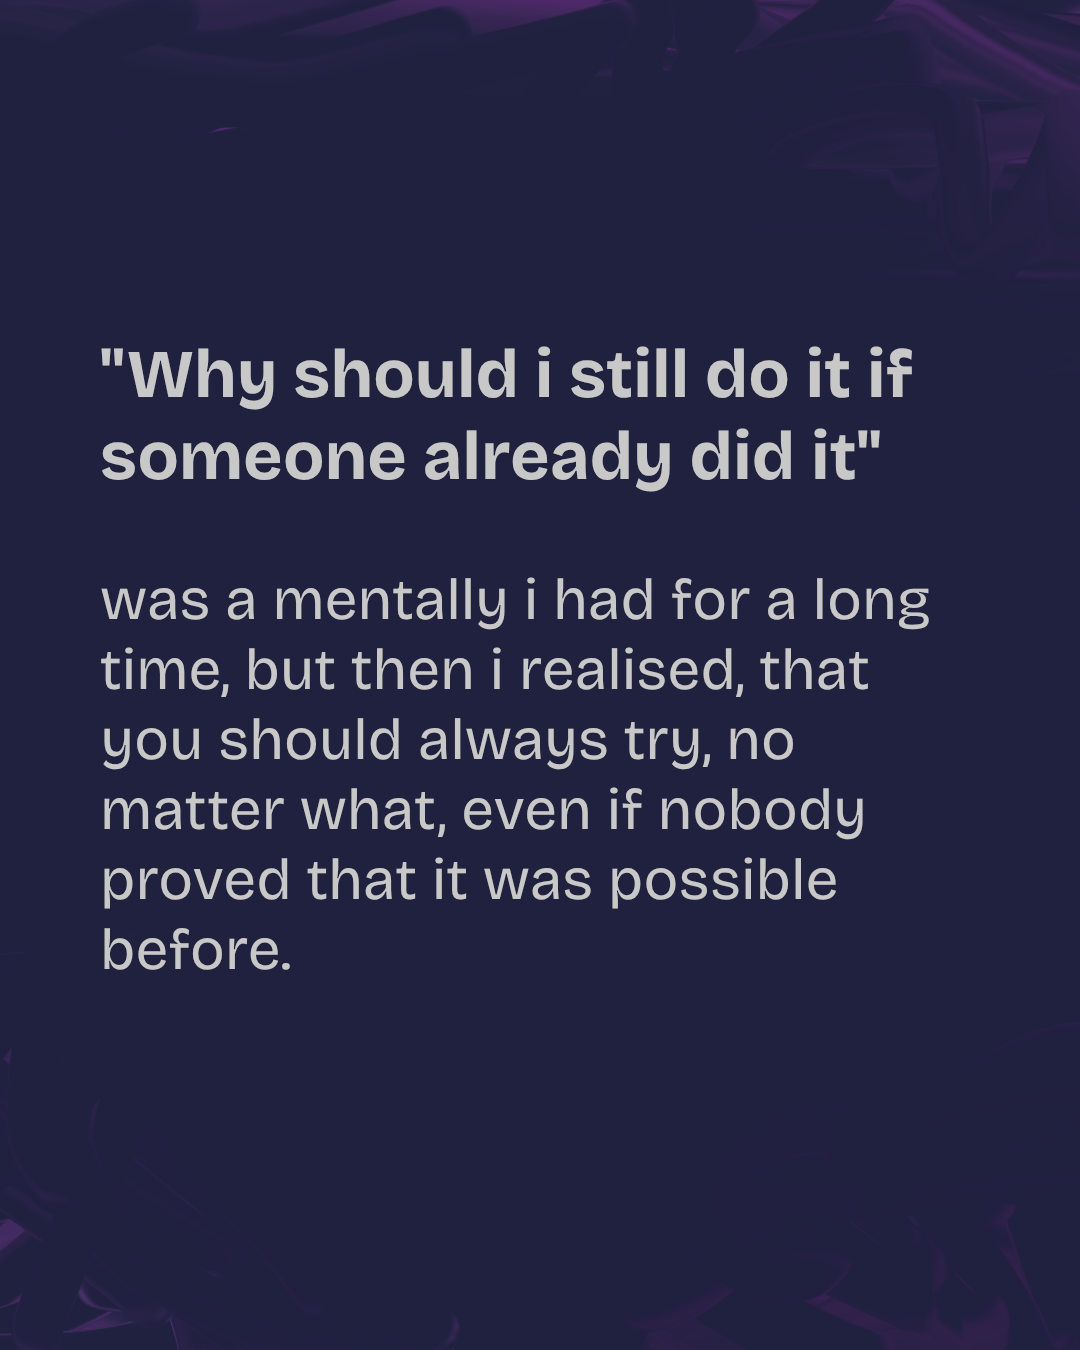 "Why should i still do it if
someone already did it"
was a mentally i had for a long
time, but then i realised, that
you should always try, no
matter what, even if nobody
proved that it was possible
before.